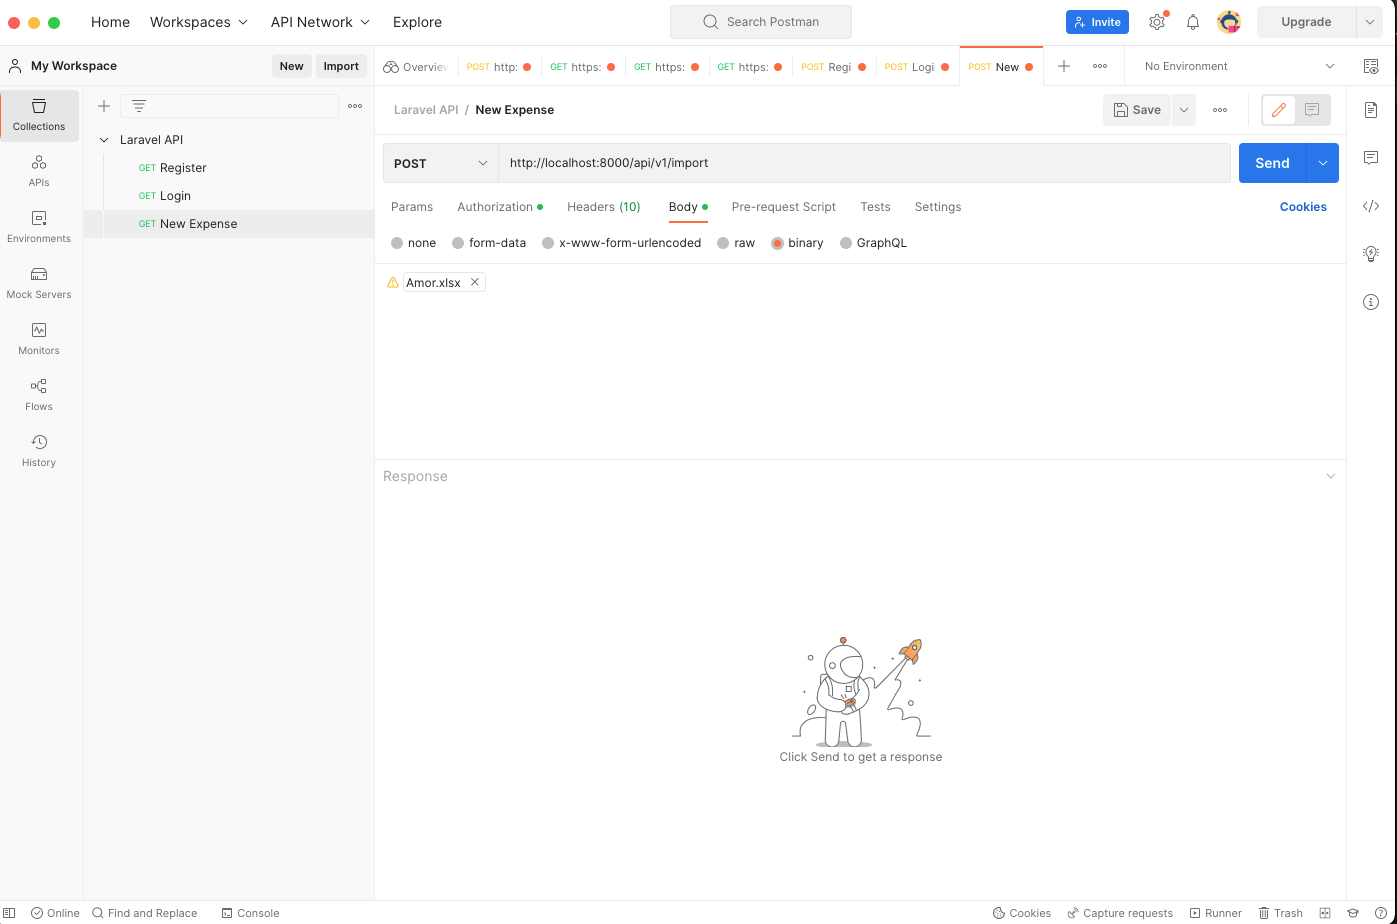 Home Workspaces API Network Explore Search Postman Invite Upgrade
My Workspace New Import Overview POST http: GET https: GET https: GET https: POST Regi POST Logi POST New No Environment
Collections
APIs
Environments
Mock Servers
Monitors
Flows
History
Laravel API
GET Register
GET Login
GET New Expense
Laravel API / New Expense Save
POST http://localhost:8000/api/v1/import Send
Params Authorization Headers (10) Body Pre-request Script Tests Settings Cookies
none form-data x-www-form-urlencoded raw binary GraphQL
Amor.xlsx
Response
Click Send to get a response
Online Find and Replace Console Cookies Capture requests Runner Trash